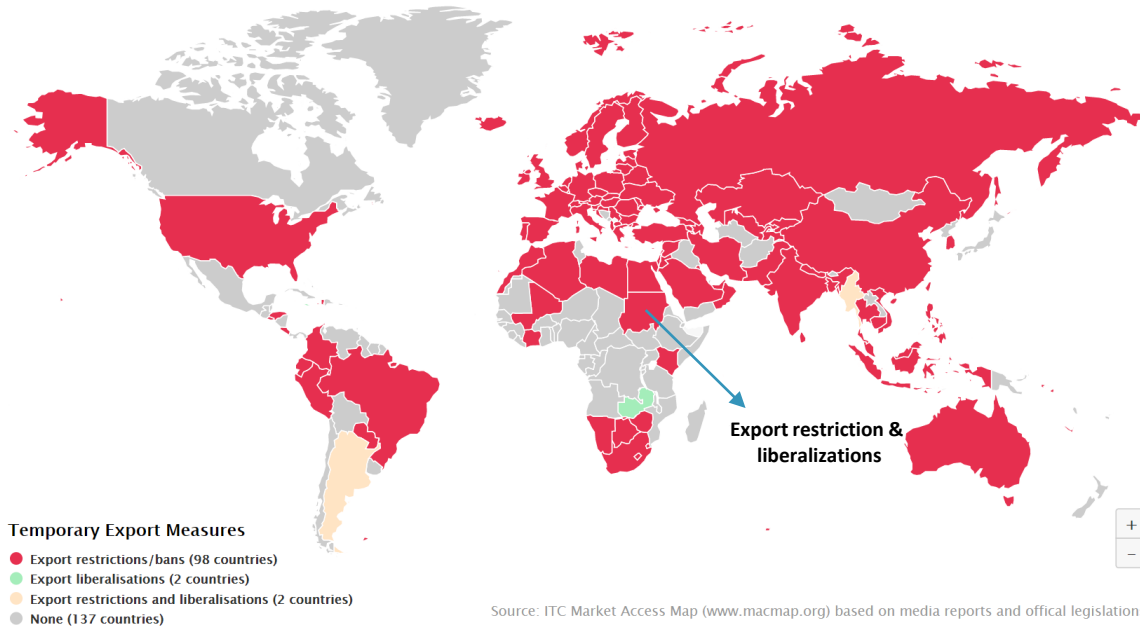 Export restriction &
liberalizations
Temporary Export Measures
Export restrictions/bans (98 countries)
Export liberalisations (2 countries)
Export restrictions and liberalisations (2 countries)
None (137 countries)
Source: ITC Market Access Map (www.macmap.org) based on media reports and offical legislation
+
−